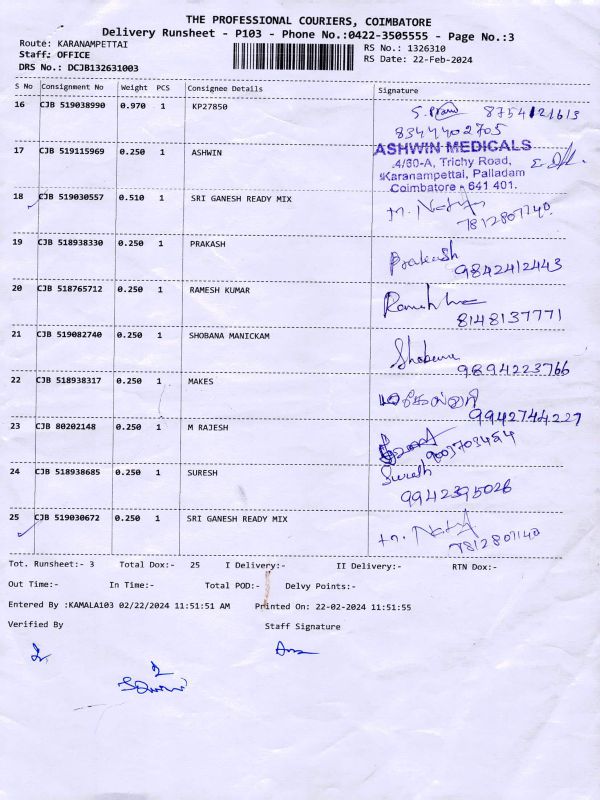 THE PROFESSIONAL COURIERS, COIMBATORE
Delivery Runsheet - P103 - Phone No.:0422-3505555 - Page No.:3
Route: KARANAMPETTAI
RS No.: 1326310
Staff: OFFICE
RS Date: 22-Feb-2024
DRS No.: DCJB132631003
S No Consignment No Weight PCS Consignee Details Signature
16 CJB 519038990 0.970 1 KP27850
8754121613
8344402705
17 CJB 519115969 0.250 1 ASHWIN
ASHWIN MEDICALS
4/60-A, Trichy Road,
Karanampettai, Palladam
Coimbatore - 641 401.
18 CJB 519030557 0.510 1 SRI GANESH READY MIX
7812807140
19 CJB 518938330 0.250 1 PRAKASH
Prakash
9842412443
20 CJB 518765712 0.250 1 RAMESH KUMAR
8148137771
21 CJB 519082740 0.250 1 SHOBANA MANICKAM
Shobana
9894223766
22 CJB 518938317 0.250 1 MAKES
9942744227
23 CJB 80202148 0.250 1 M RAJESH
24 CJB 518938685 0.250 1 SURESH
Suresh
9942395026
25 CJB 519030672 0.250 1 SRI GANESH READY MIX
7812807140
Tot. Runsheet:- 3 Total Dox:- 25 I Delivery:- II Delivery:- RTN Dox:-
Out Time:- In Time:- Total POD:- Delvy Points:-
Entered By :KAMALA103 02/22/2024 11:51:51 AM Printed On: 22-02-2024 11:51:55
Verified By Staff Signature